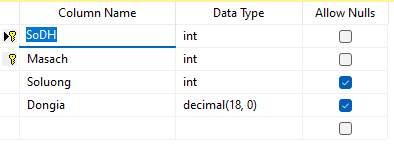 Column Name Data Type Allow Nulls
SoDH int
Masach int
Soluong int
Dongia decimal(18, 0)